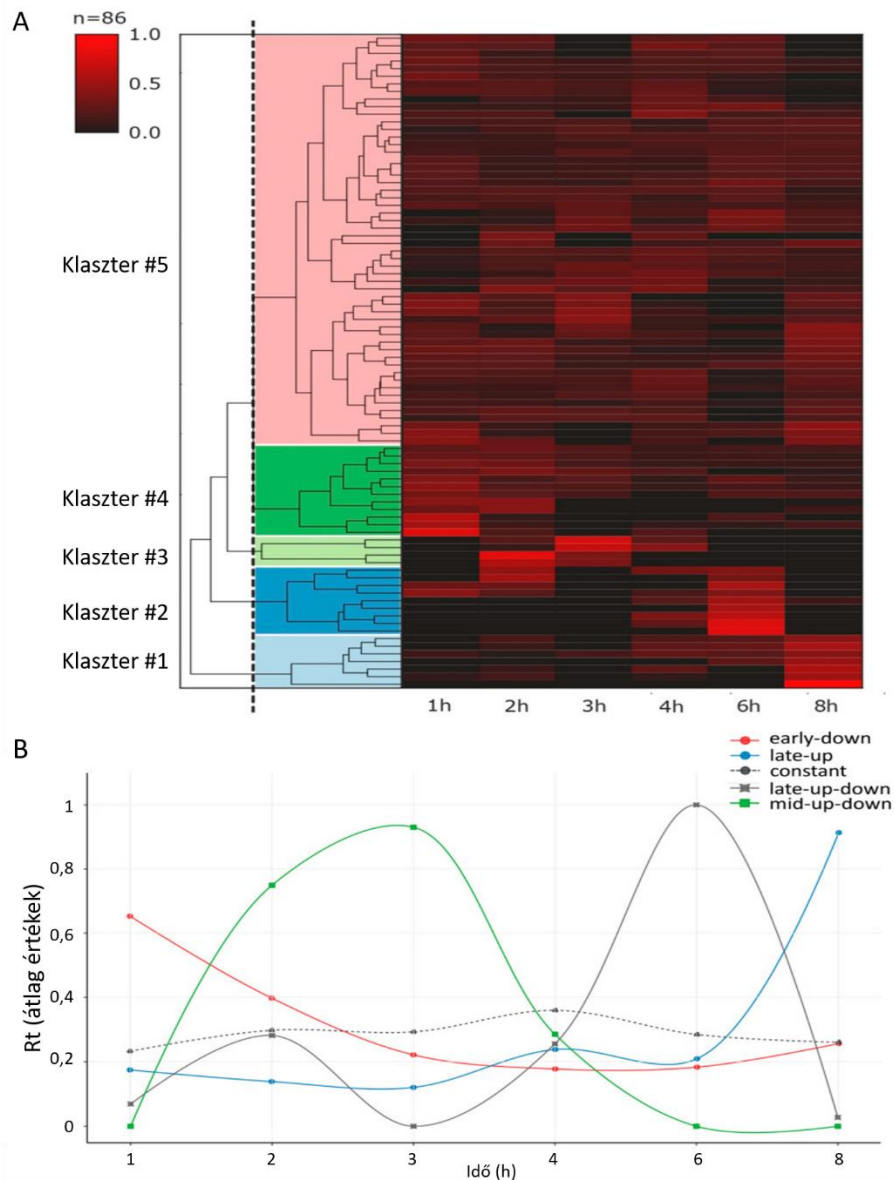 A
n=86
1.0
0.5
0.0
Klaszter #5
Klaszter #4
Klaszter #3
Klaszter #2
Klaszter #1
1h 2h 3h 4h 6h 8h
B
early-down
late-up
constant
late-up-down
mid-up-down
1
0,8
0,6
0,4
0,2
0
Rt (átlag értékek)
1 2 3 4 6 8
Idő (h)